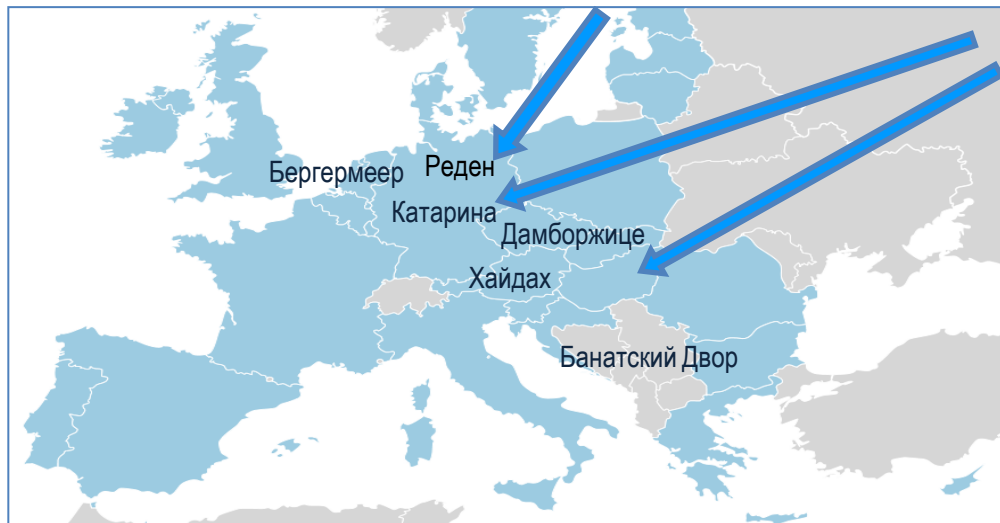 Реден
Бергермеер
Катарина
Дамборжице
Хайдах
Банатский Двор